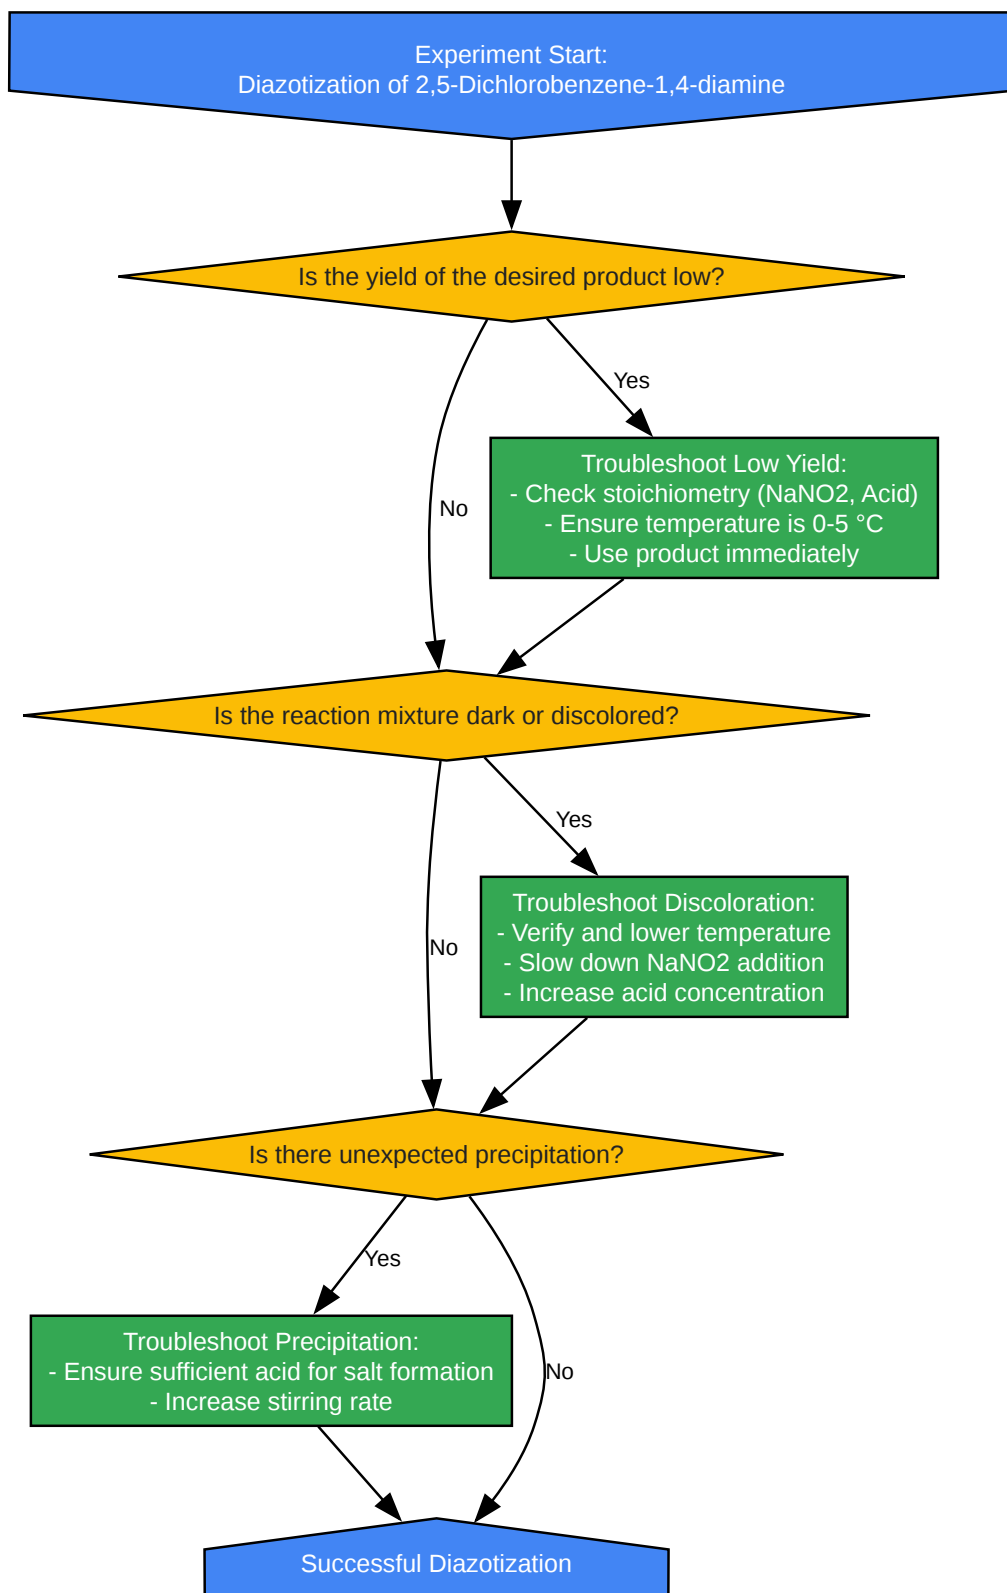 Experiment Start:
Diazotization of 2,5-Dichlorobenzene-1,4-diamine
Is the yield of the desired product low?
Yes
No
Troubleshoot Low Yield:
- Check stoichiometry (NaNO2, Acid)
- Ensure temperature is 0-5 °C
- Use product immediately
Is the reaction mixture dark or discolored?
Yes
No
Troubleshoot Discoloration:
- Verify and lower temperature
- Slow down NaNO2 addition
- Increase acid concentration
Is there unexpected precipitation?
Yes
No
Troubleshoot Precipitation:
- Ensure sufficient acid for salt formation
- Increase stirring rate
Successful Diazotization